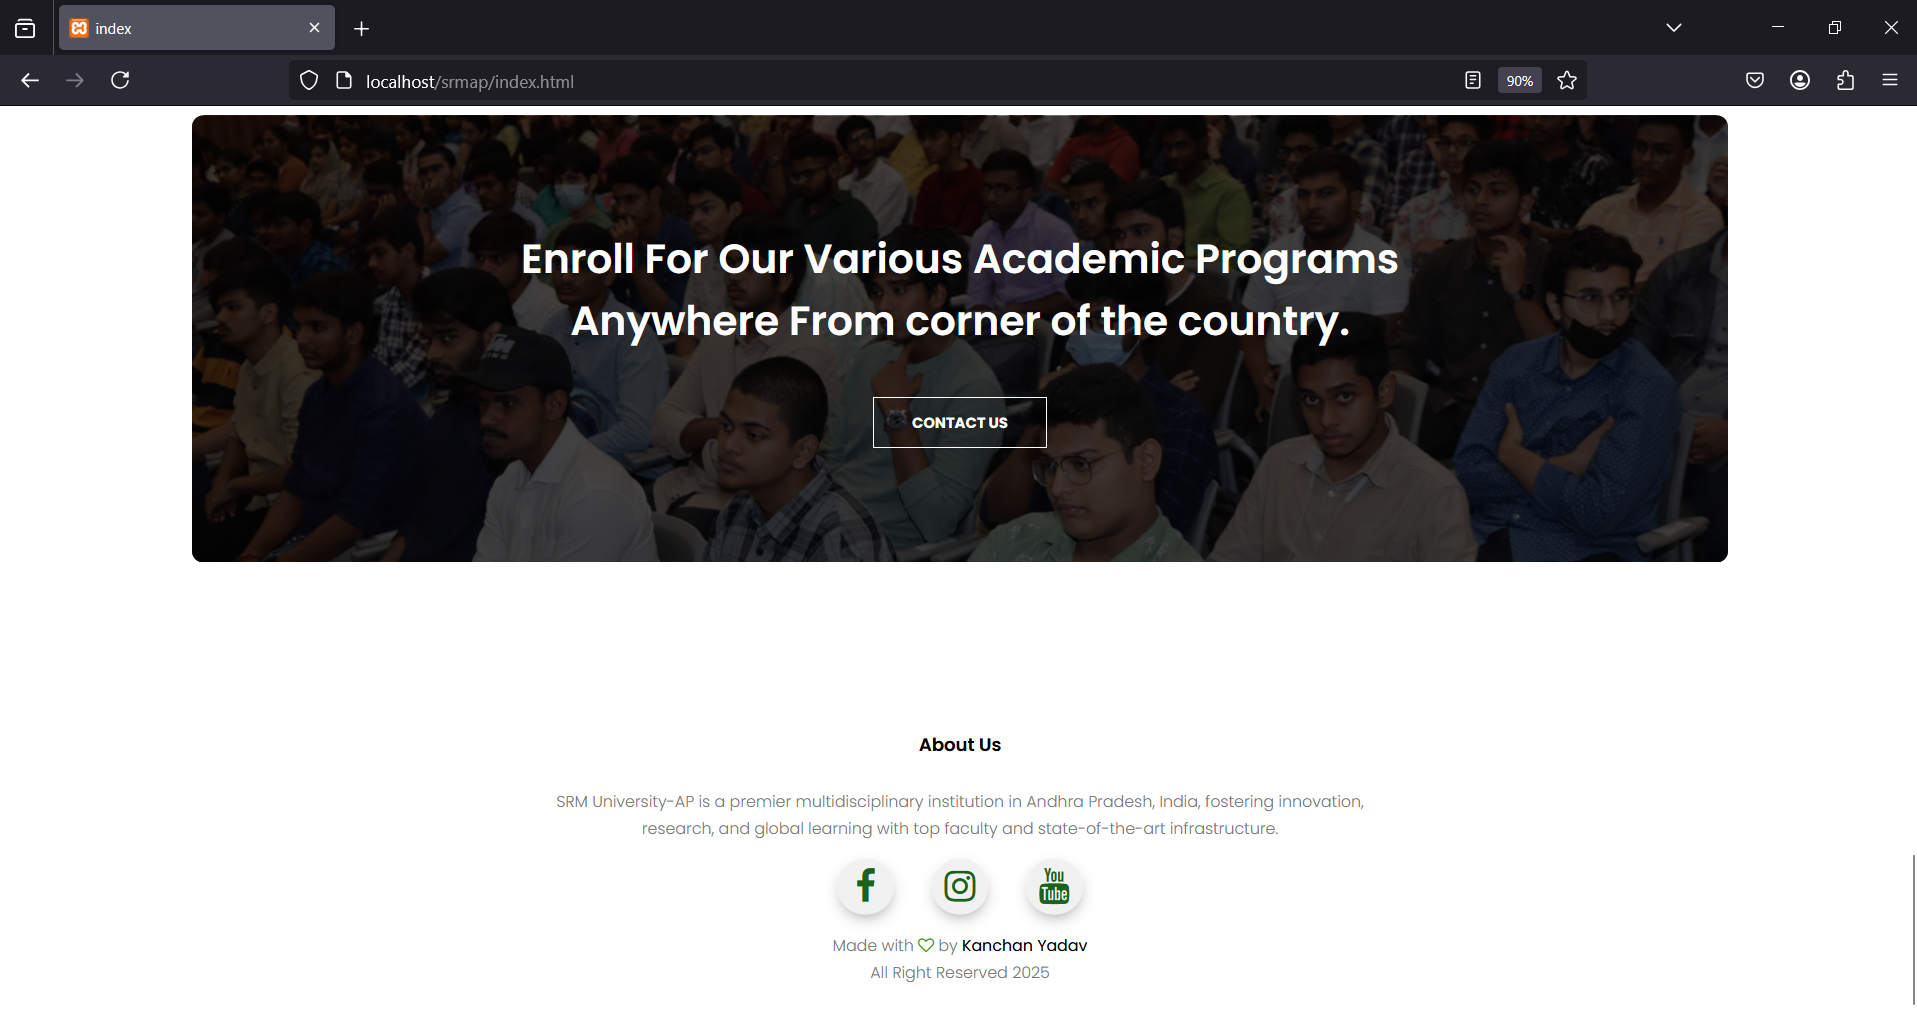 index
localhost/srmap/index.html
90%
Enroll For Our Various Academic Programs
Anywhere From corner of the country.
CONTACT US
About Us
SRM University-AP is a premier multidisciplinary institution in Andhra Pradesh, India, fostering innovation,
research, and global learning with top faculty and state-of-the-art infrastructure.
You
Tube
Made with by Kanchan Yadav
All Right Reserved 2025